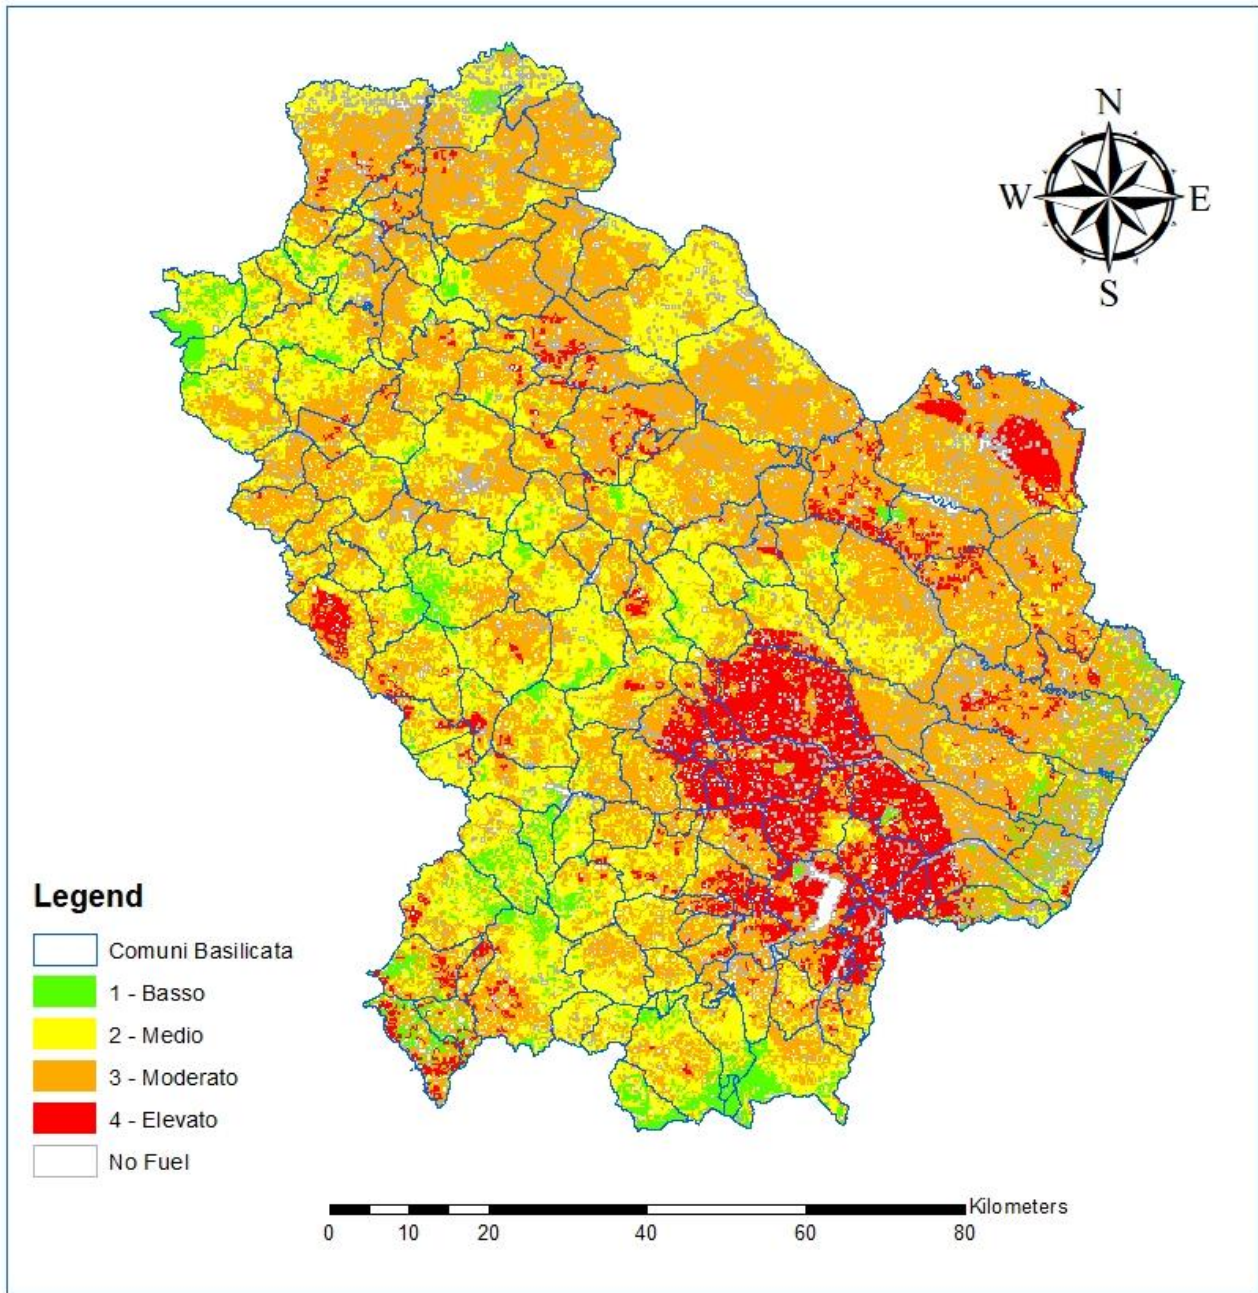 N
W
E
S
Legend
Comuni Basilicata
1 - Basso
2 - Medio
3 - Moderato
4 - Elevato
No Fuel
Kilometers
0 10 20 40 60 80